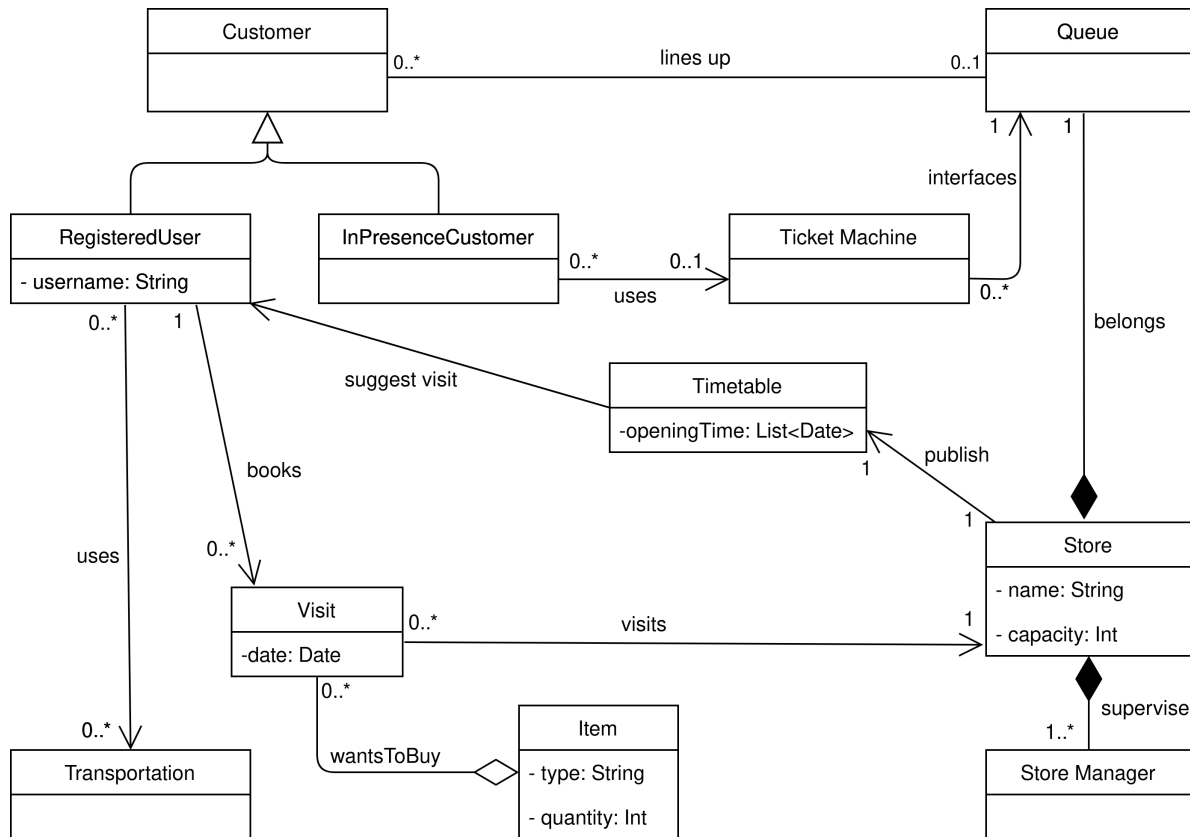 Customer
Queue
0..*
lines up
0..1
1
1
interfaces
RegisteredUser
- username: String
InPresenceCustomer
Ticket Machine
0..*
0..1
uses
0..*
0..*
1
belongs
suggest visit
Timetable
-openingTime: List<Date>
publish
1
books
1
Store
- name: String
- capacity: Int
uses
0..*
Visit
-date: Date
0..*
visits
1
0..*
supervise
Item
- type: String
- quantity: Int
0..*
1..*
wantsToBuy
Transportation
Store Manager